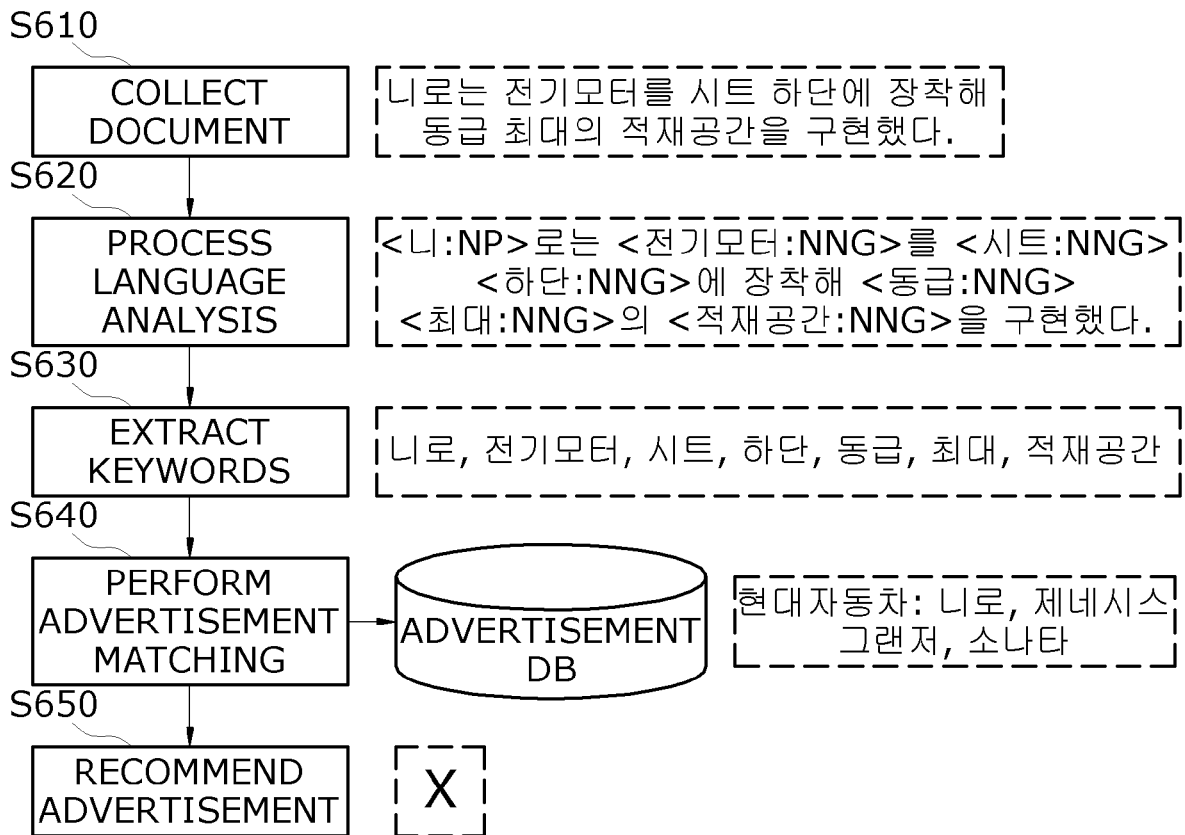 S610
COLLECT
DOCUMENT
니로는 전기모터를 시트 하단에 장착해
동급 최대의 적재공간을 구현했다.
S620
PROCESS
LANGUAGE
ANALYSIS
<니:NP>로는 <전기모터:NNG>를 <시트:NNG>
<하단:NNG>에 장착해 <동급:NNG>
<최대:NNG>의 <적재공간:NNG>을 구현했다.
S630
EXTRACT
KEYWORDS
니로, 전기모터, 시트, 하단, 동급, 최대, 적재공간
S640
PERFORM
ADVERTISEMENT
MATCHING
ADVERTISEMENT
DB
현대자동차: 니로, 제네시스
그랜저, 소나타
S650
RECOMMEND
ADVERTISEMENT
X